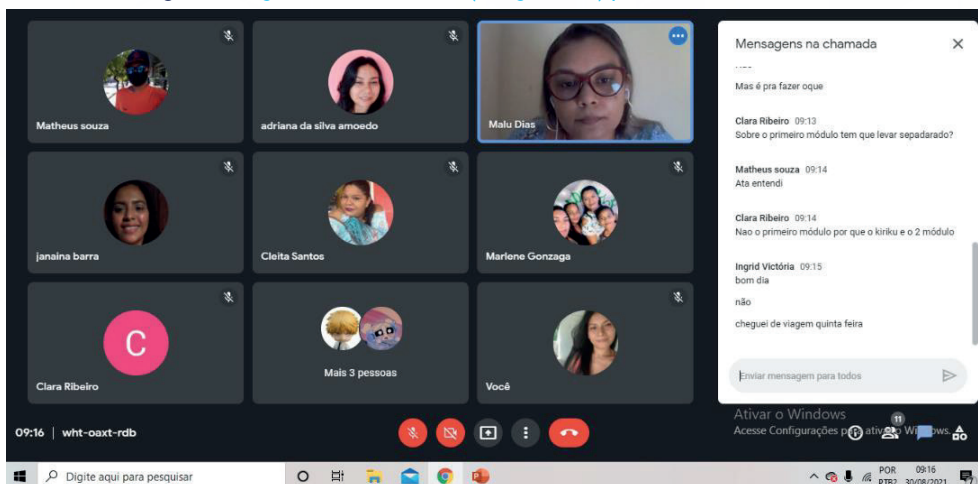 Matheus souza
adriana da silva amoedo
Malu Dias
janaina barra
Cleita Santos
Marlene Gonzaga
C
Clara Ribeiro
Mais 3 pessoas
Você
Mensagens na chamada
Mas é pra fazer oque
Clara Ribeiro 09:13
Sobre o primeiro módulo tem que levar sepadarado?
Matheus souza 09:14
Ata entendi
Clara Ribeiro 09:14
Nao o primeiro módulo por que o kiriku e o 2 módulo
Ingrid Victória 09:15
bom dia
não
cheguei de viagem quinta feira
Enviar mensagem para todos
Ativar o Windows
Acesse Configurações para ativar o Windows.
11
09:16 | wht-oaxt-rdb
Digite aqui para pesquisar
POR 09:16
PTB2 30/08/2021